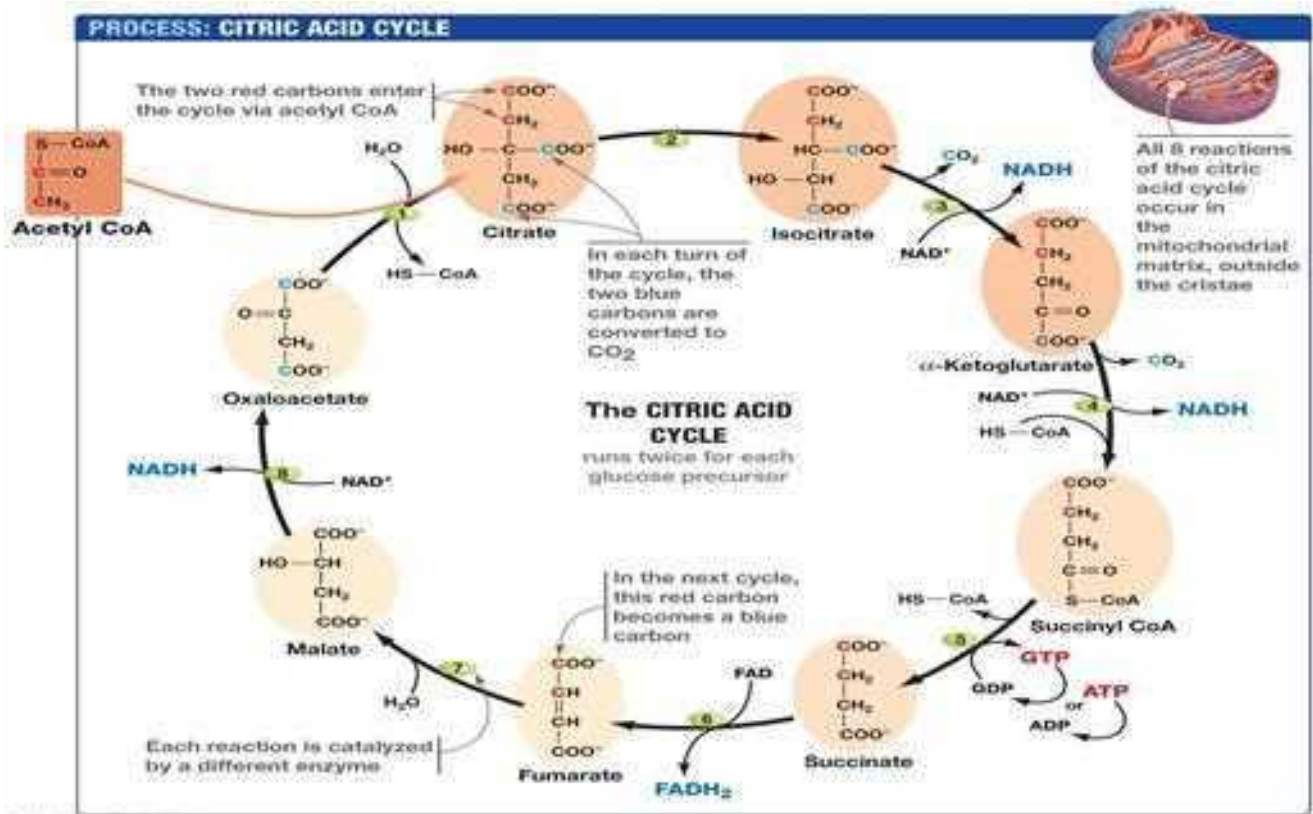 PROCESS: CITRIC ACID CYCLE
The two red carbons enter
the cycle via acetyl CoA
S—CoA
C=O
CH₃
Acetyl CoA
H₂O
1
HS—CoA
COO⁻
CH₂
HO—C—COO⁻
CH₂
COO⁻
Citrate
2
COO⁻
CH₂
HC—COO⁻
HO—CH
COO⁻
Isocitrate
CO₂
NADH
3
NAD⁺
All 8 reactions
of the citric
acid cycle
occur in
the
mitochondrial
matrix, outside
the cristae
In each turn of
the cycle, the
two blue
carbons are
converted to
CO₂
COO⁻
CH₂
CH₂
C=O
COO⁻
α-Ketoglutarate
CO₂
NAD⁺
4
NADH
HS—CoA
COO⁻
O=C
CH₂
COO⁻
Oxaloacetate
The CITRIC ACID
CYCLE
runs twice for each
glucose precursor
NADH
8
NAD⁺
COO⁻
CH₂
CH₂
C=O
S—CoA
Succinyl CoA
HS—CoA
5
GTP
GDP
or
ATP
ADP
COO⁻
HO—CH
CH₂
COO⁻
Malate
In the next cycle,
this red carbon
becomes a blue
carbon
COO⁻
CH₂
CH₂
COO⁻
Succinate
FAD
6
FADH₂
COO⁻
CH
CH
COO⁻
Fumarate
7
H₂O
Each reaction is catalyzed
by a different enzyme